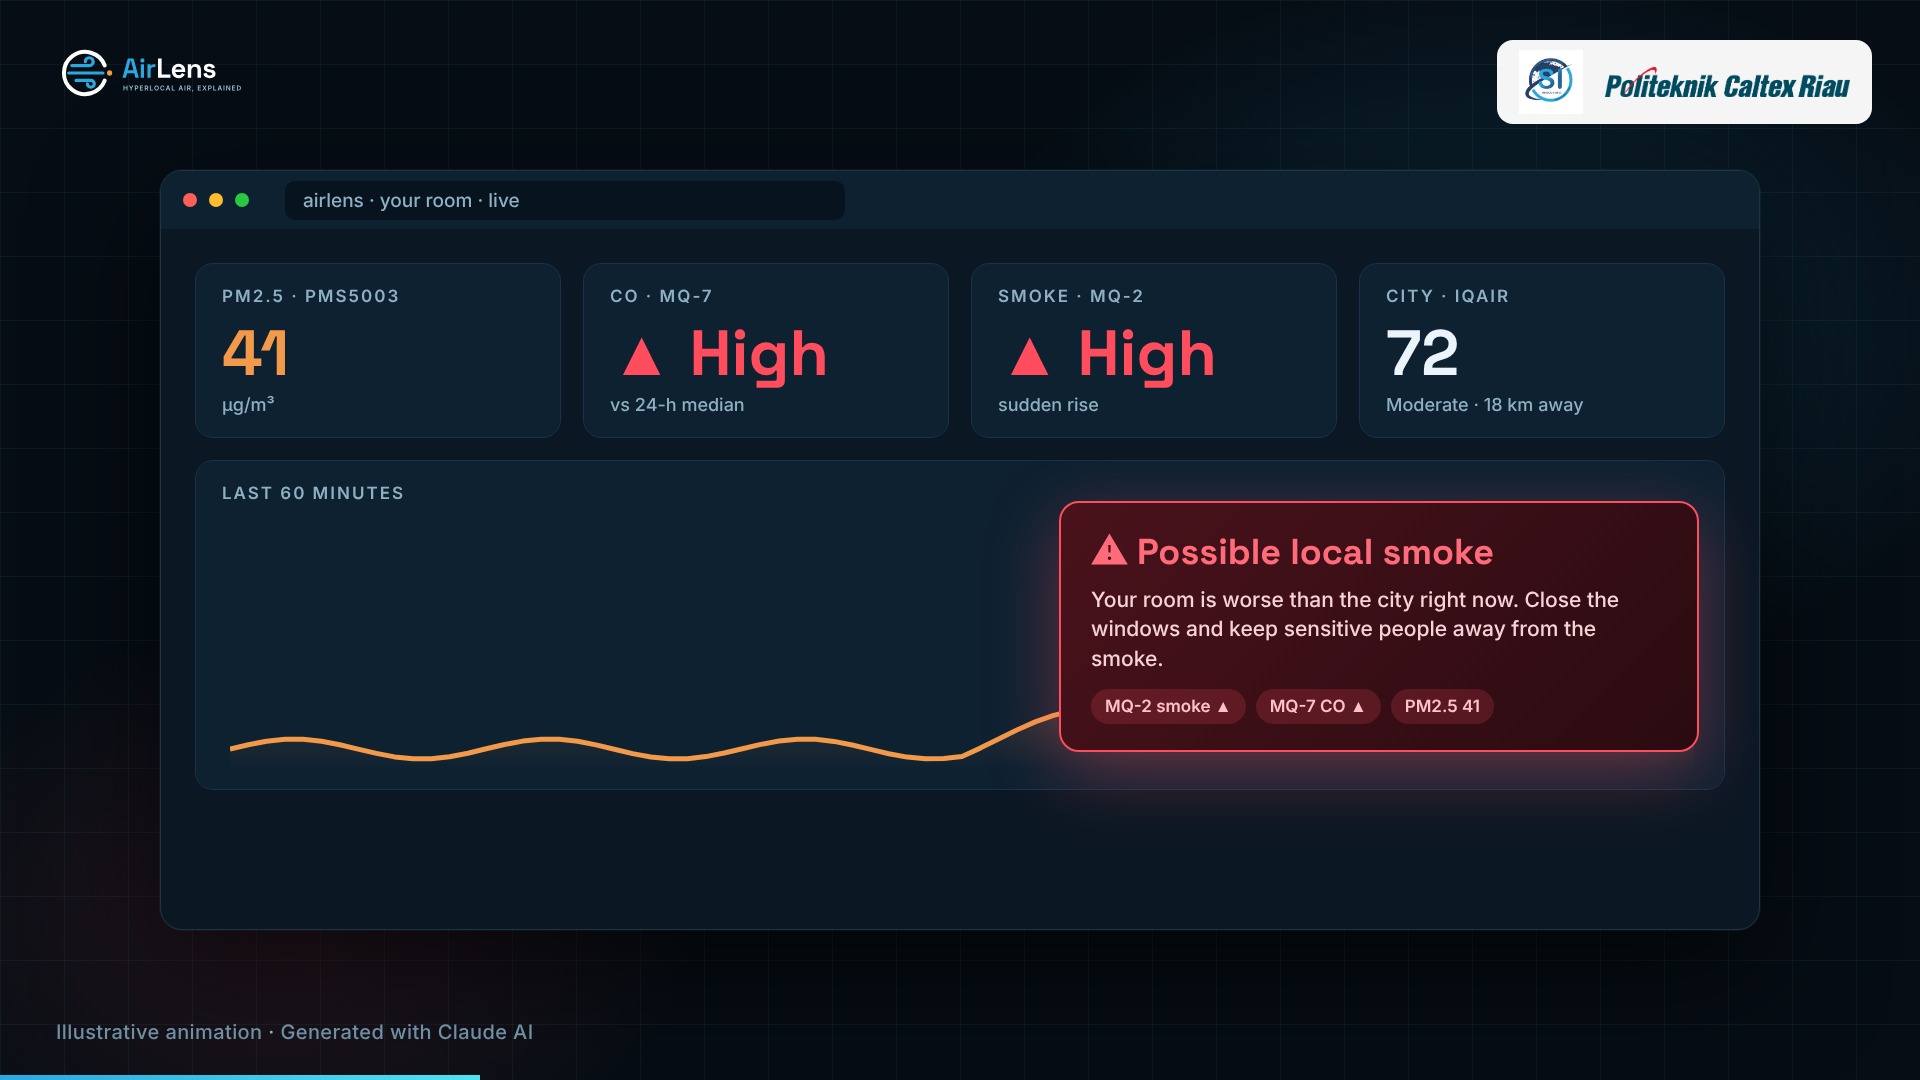 AirLens
HYPERLOCAL AIR, EXPLAINED
SI
Politeknik Caltex Riau
airlens · your room · live
PM2.5 · PMS5003
41
µg/m³
CO · MQ-7
▲ High
vs 24-h median
SMOKE · MQ-2
▲ High
sudden rise
CITY · IQAIR
72
Moderate · 18 km away
LAST 60 MINUTES
Possible local smoke
Your room is worse than the city right now. Close the
windows and keep sensitive people away from the
smoke.
MQ-2 smoke ▲
MQ-7 CO ▲
PM2.5 41
Illustrative animation · Generated with Claude AI